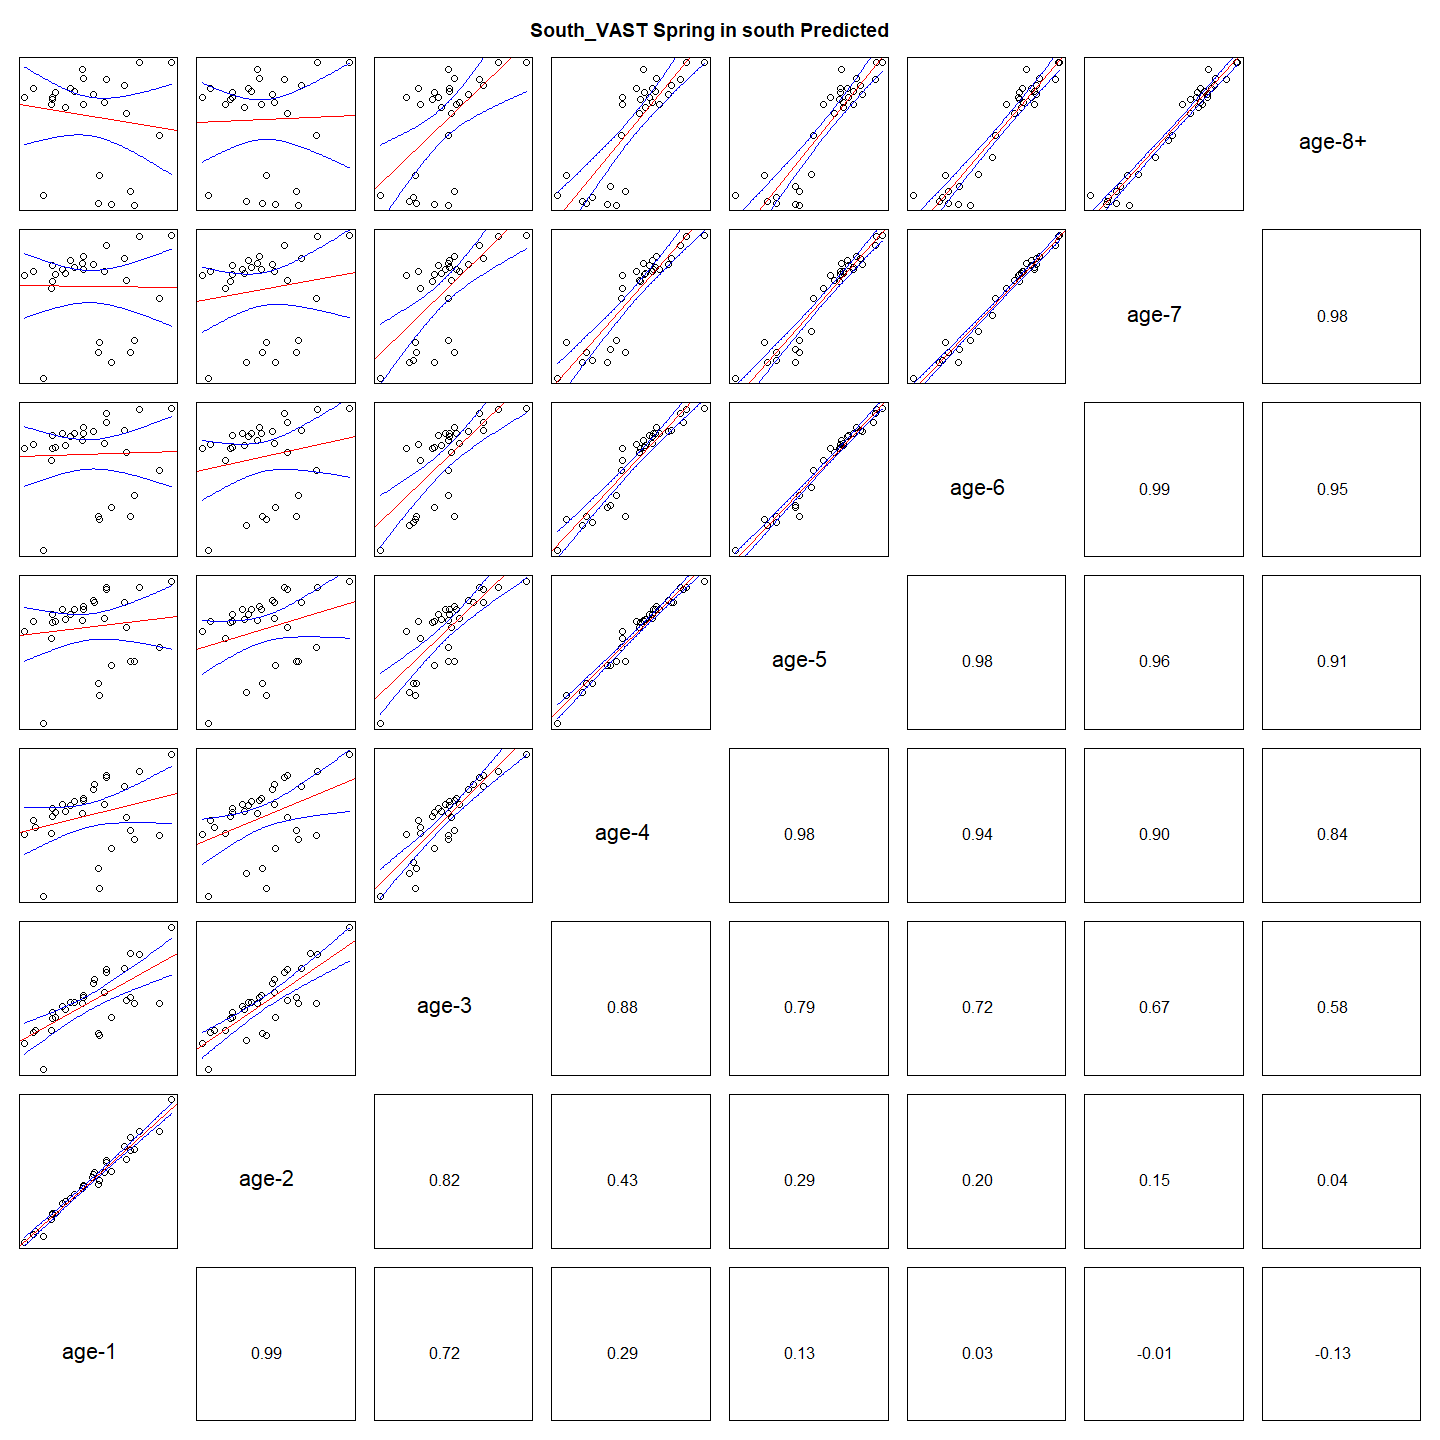 South_VAST Spring in south Predicted
age-8+
age-7 0.98
age-6 0.99 0.95
age-5 0.98 0.96 0.91
age-4 0.98 0.94 0.90 0.84
age-3 0.88 0.79 0.72 0.67 0.58
age-2 0.82 0.43 0.29 0.20 0.15 0.04
age-1 0.99 0.72 0.29 0.13 0.03 -0.01 -0.13